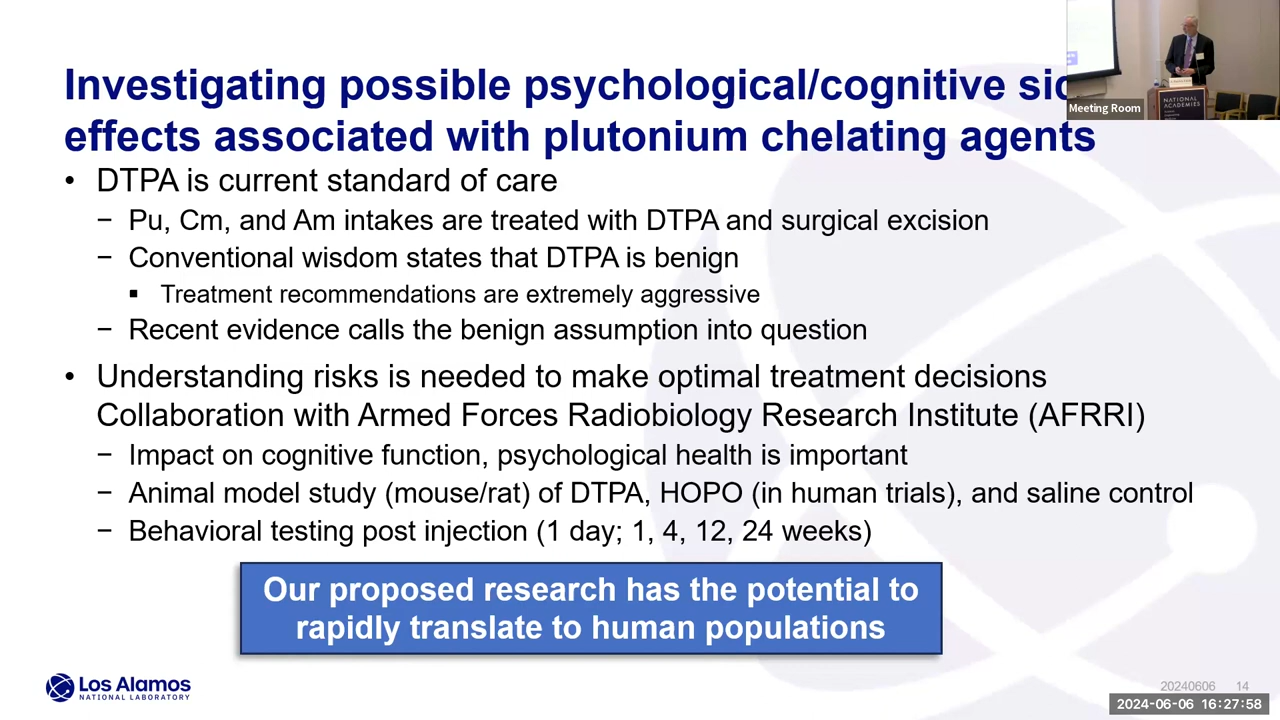 Investigating possible psychological/cognitive
effects associated with plutonium chelating agents
• DTPA is current standard of care
− Pu, Cm, and Am intakes are treated with DTPA and surgical excision
− Conventional wisdom states that DTPA is benign
▪ Treatment recommendations are extremely aggressive
− Recent evidence calls the benign assumption into question
• Understanding risks is needed to make optimal treatment decisions
Collaboration with Armed Forces Radiobiology Research Institute (AFRRI)
− Impact on cognitive function, psychological health is important
− Animal model study (mouse/rat) of DTPA, HOPO (in human trials), and saline control
− Behavioral testing post injection (1 day; 1, 4, 12, 24 weeks)
Our proposed research has the potential to
rapidly translate to human populations
Los Alamos
NATIONAL LABORATORY
20240606 14
2024-06-06 16:27:58
Meeting Room
NATIONAL
ACADEMIES